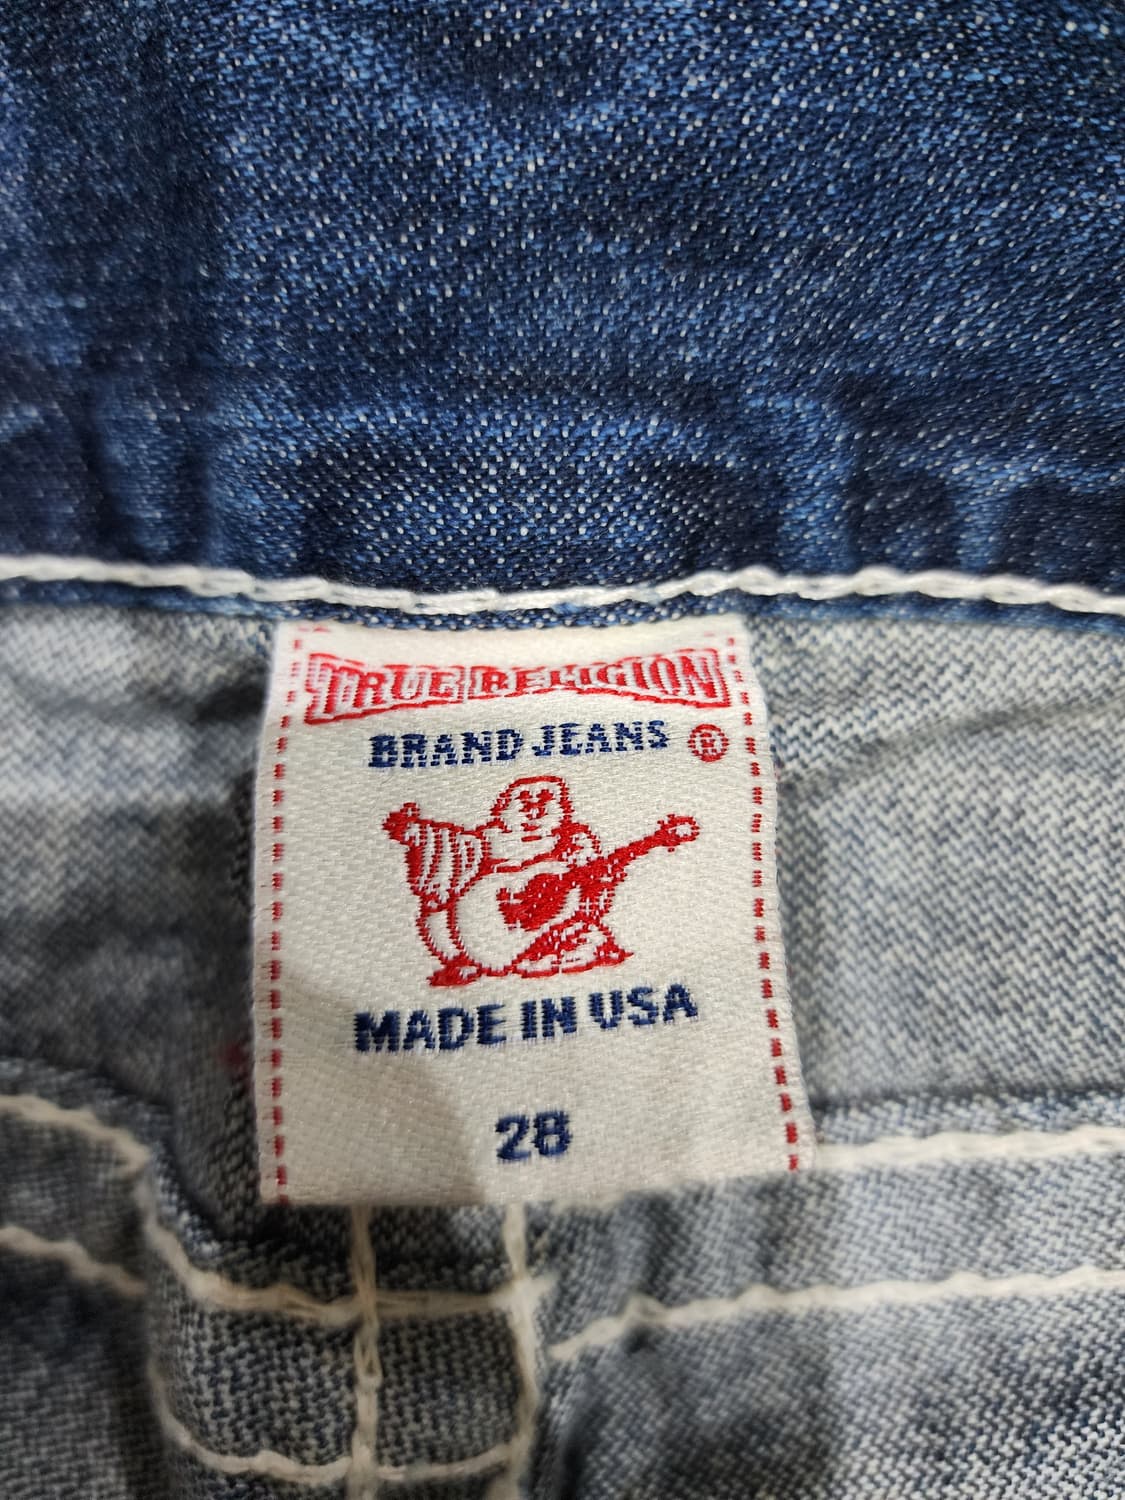 TRUE RELIGION
BRAND JEANS ®
MADE IN USA
28